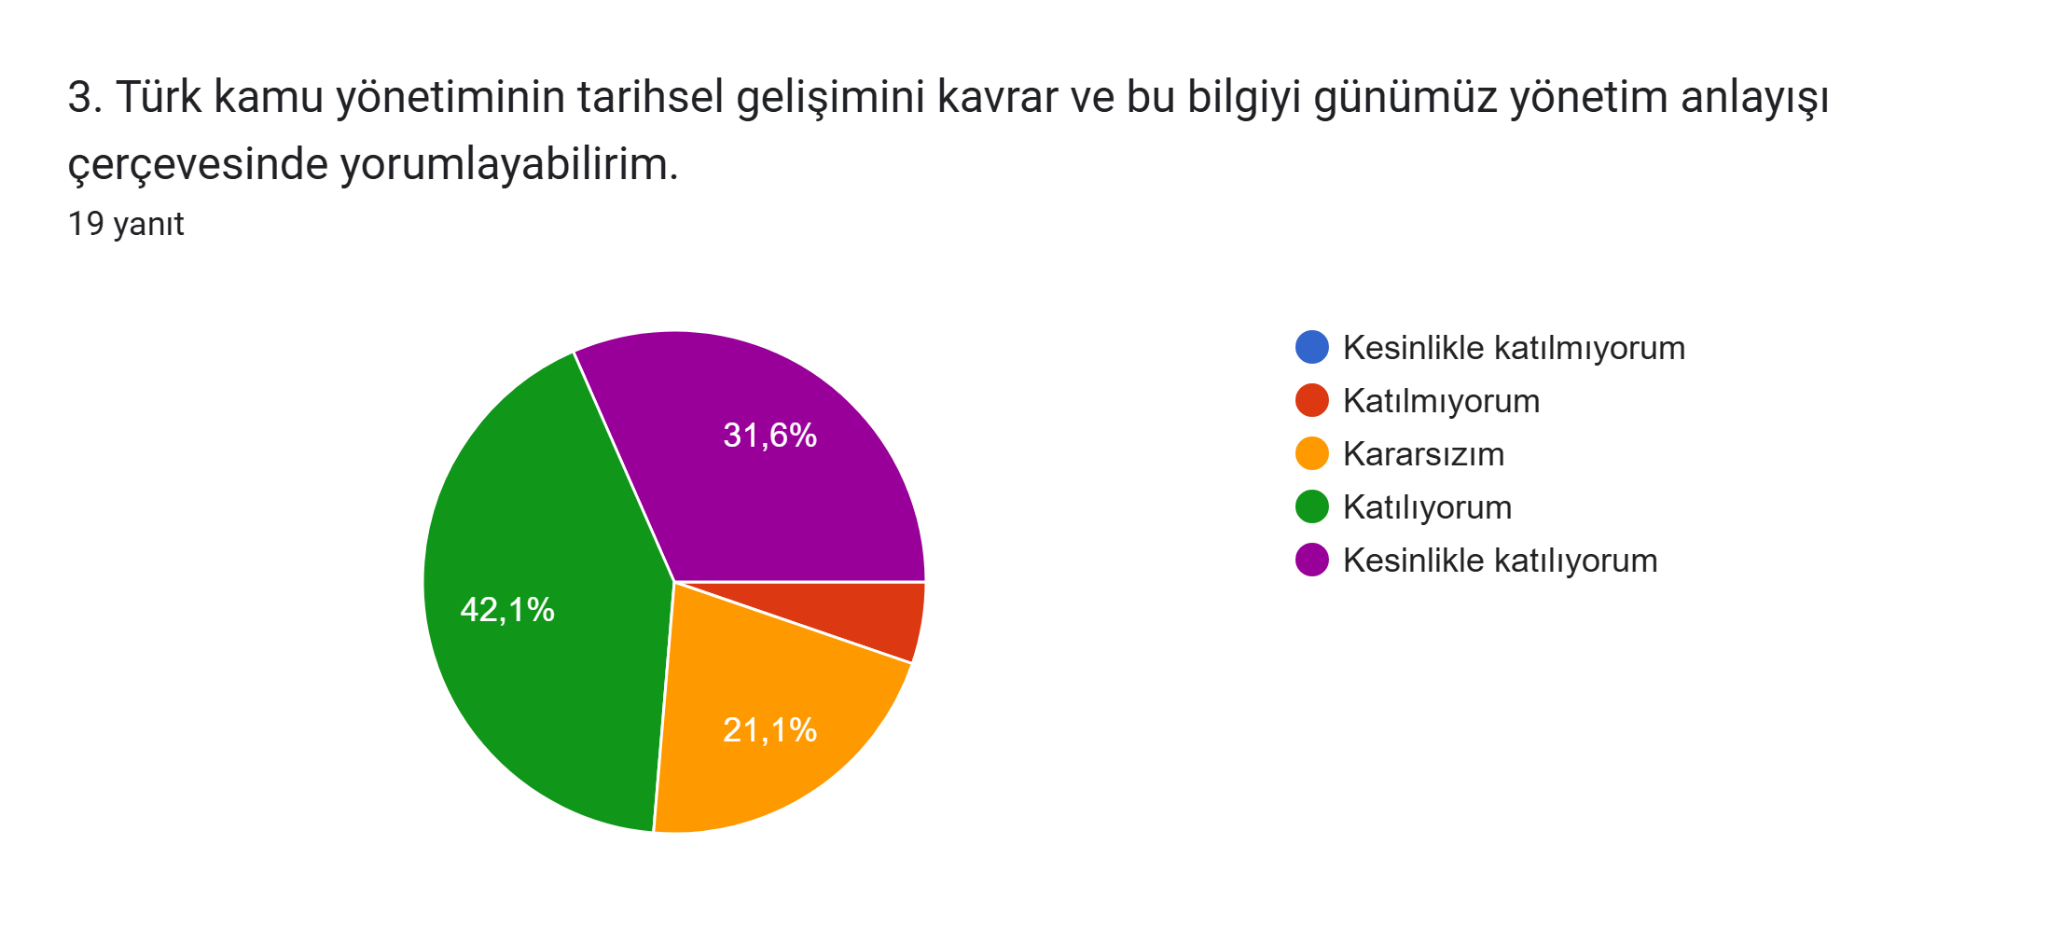 3. Türk kamu yönetiminin tarihsel gelişimini kavrar ve bu bilgiyi günümüz yönetim anlayışı
çerçevesinde yorumlayabilirim.
19 yanıt
31,6%
42,1%
21,1%
Kesinlikle katılmıyorum
Katılmıyorum
Kararsızım
Katılıyorum
Kesinlikle katılıyorum